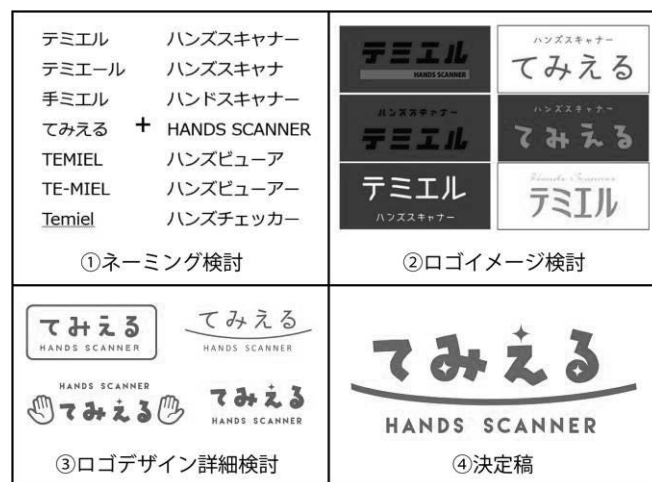 テミエル ハンズスキャナー
テミエール ハンズスキャナ
手ミエル ハンドスキャナー
てみえる + HANDS SCANNER
TEMIEL ハンズビューア
TE-MIEL ハンズビューアー
Temiel ハンズチェッカー
①ネーミング検討
テミエル
HANDS SCANNER
ハンズスキャナー
てみえる
ハンズスキャナー
テミエル
ハンズスキャナー
てみえる
テミエル
ハンズスキャナー
Hands Scanner
テミエル
②ロゴイメージ検討
てみえる
HANDS SCANNER
てみえる
HANDS SCANNER
HANDS SCANNER
てみえる
てみえる
HANDS SCANNER
③ロゴデザイン詳細検討
てみえる
HANDS SCANNER
④決定稿